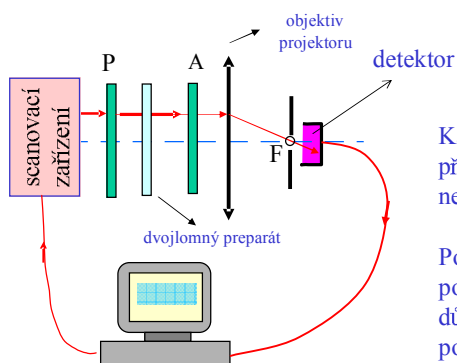 objektiv
projektoru
P
A
detektor
scanovací
zařízení
F
dvojlomný preparát
K
př
ne
Po
po
dů
po